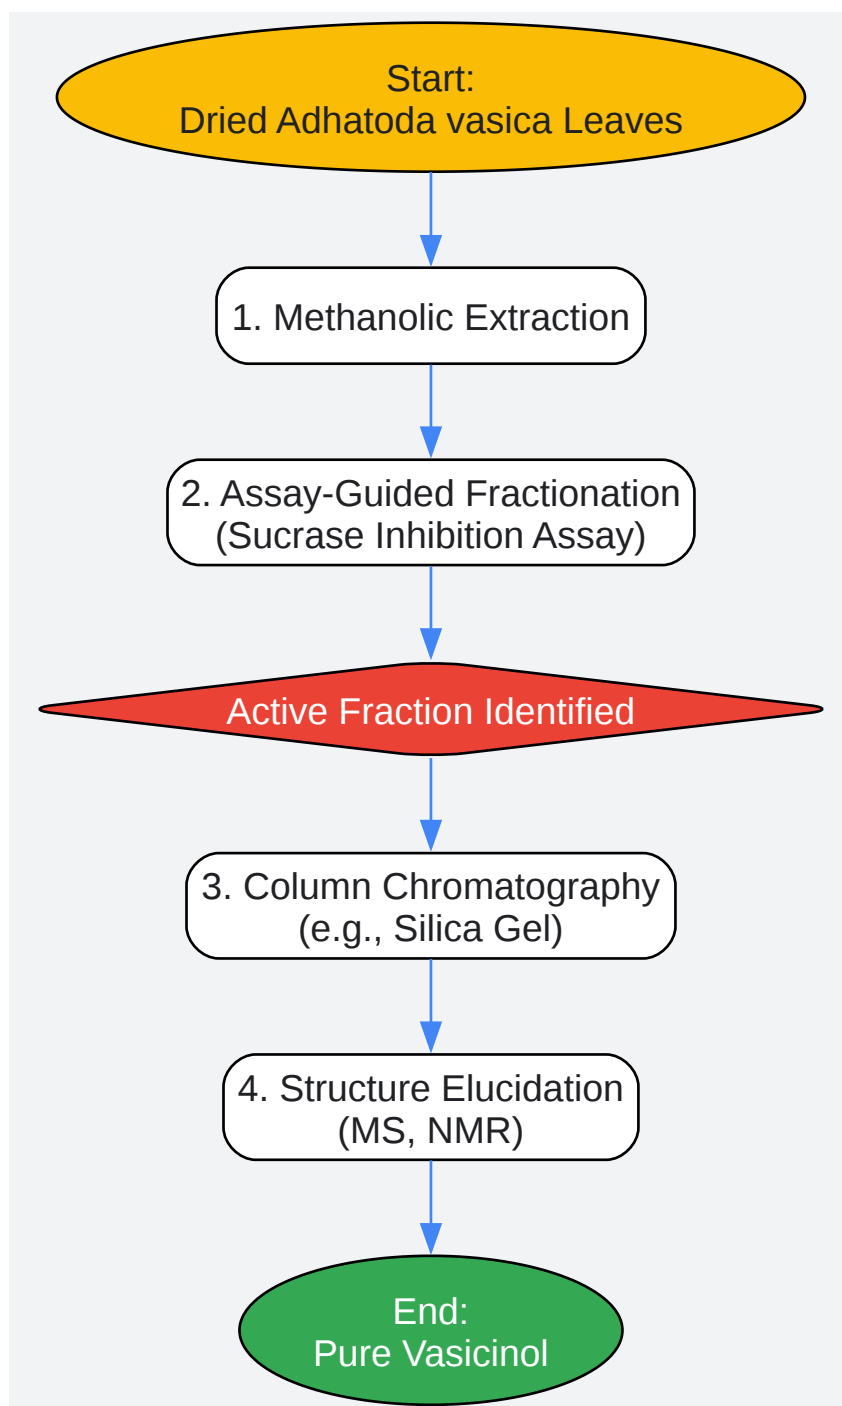 Start:
Dried Adhatoda vasica Leaves
1. Methanolic Extraction
2. Assay-Guided Fractionation
(Sucrase Inhibition Assay)
Active Fraction Identified
3. Column Chromatography
(e.g., Silica Gel)
4. Structure Elucidation
(MS, NMR)
End:
Pure Vasicinol